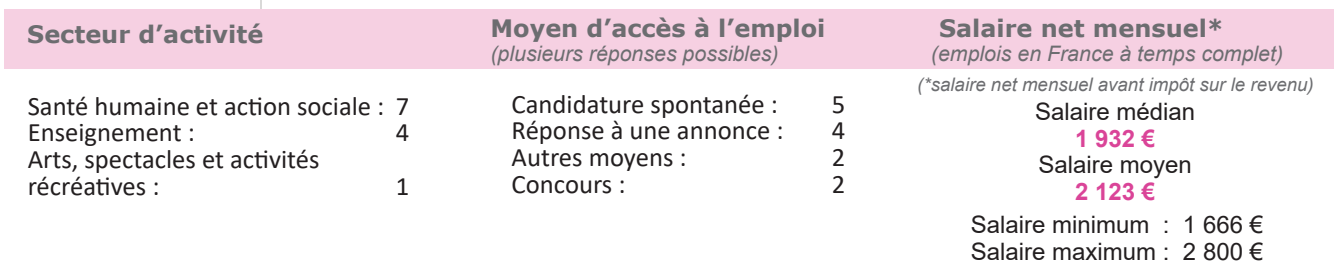 Secteur d’activité
Santé humaine et action sociale : 7
Enseignement : 4
Arts, spectacles et activités
récréatives : 1
Moyen d’accès à l’emploi
(plusieurs réponses possibles)
Candidature spontanée : 5
Réponse à une annonce : 4
Autres moyens : 2
Concours : 2
Salaire net mensuel*
(emplois en France à temps complet)
(*salaire net mensuel avant impôt sur le revenu)
Salaire médian
1 932 €
Salaire moyen
2 123 €
Salaire minimum : 1 666 €
Salaire maximum : 2 800 €